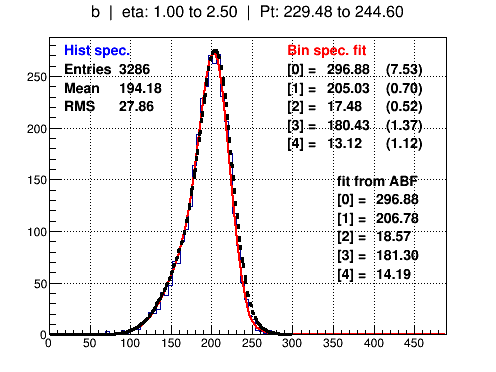 b | eta: 1.00 to 2.50 | Pt: 229.48 to 244.60
Hist spec.
Entries 3286
Mean 194.18
RMS 27.86
Bin spec. fit
[0] = 296.88 (7.53)
[1] = 205.03 (0.70)
[2] = 17.48 (0.52)
[3] = 180.43 (1.37)
[4] = 13.12 (1.12)
fit from ABF
[0] = 296.88
[1] = 206.78
[2] = 18.57
[3] = 181.30
[4] = 14.19
250
200
150
100
50
0
0 50 100 150 200 250 300 350 400 450